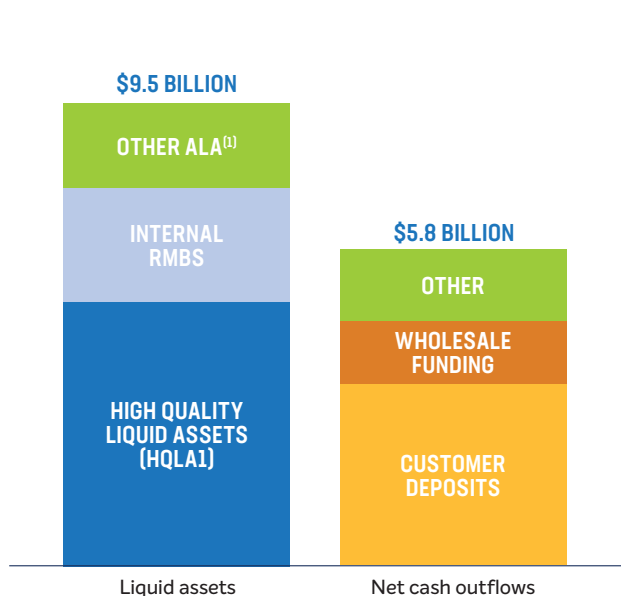 $9.5 BILLION
OTHER ALA(1)
INTERNAL
RMBS
HIGH QUALITY
LIQUID ASSETS
(HQLA1)
Liquid assets
$5.8 BILLION
OTHER
WHOLESALE
FUNDING
CUSTOMER
DEPOSITS
Net cash outflows